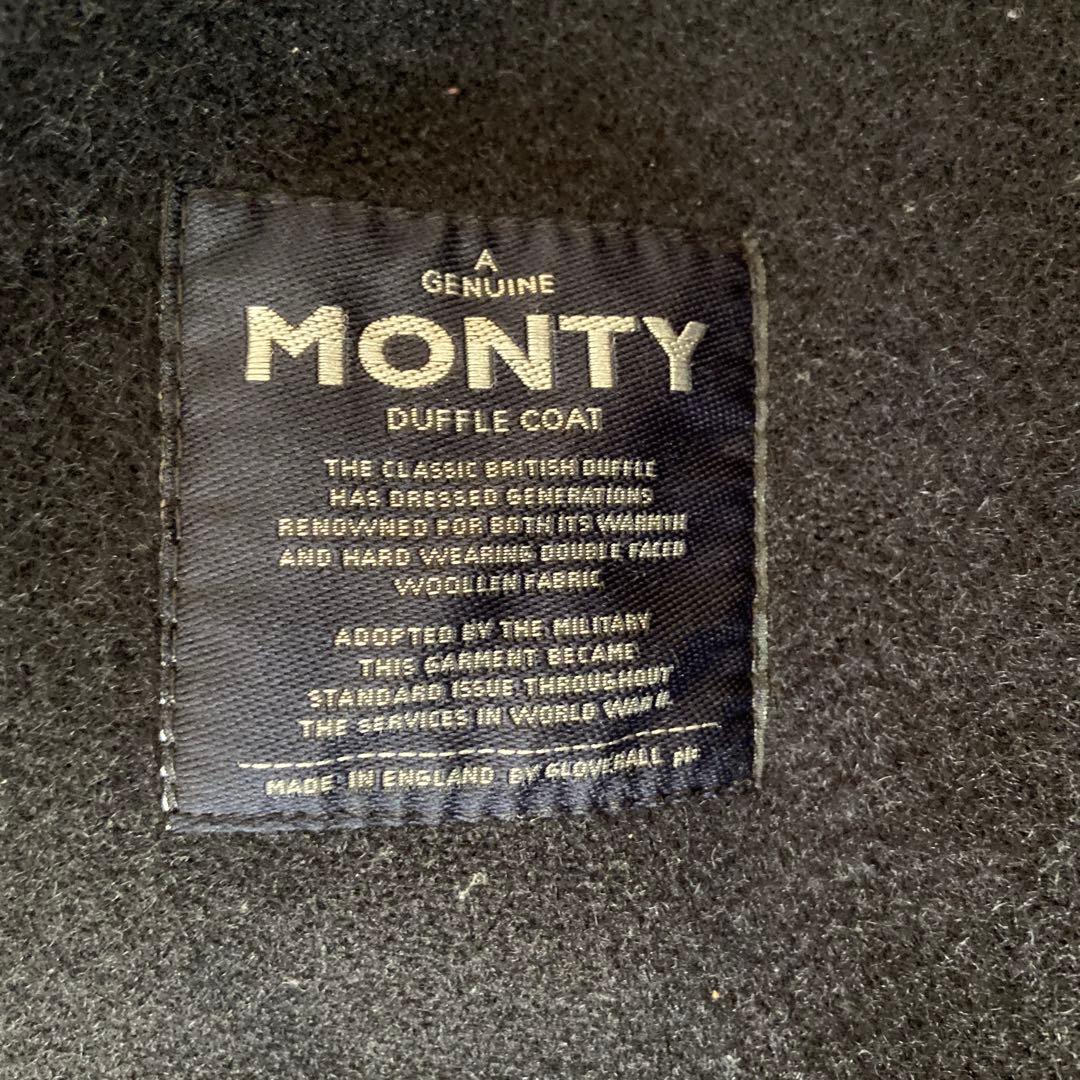 A
GENUINE
MONTY
DUFFLE COAT
THE CLASSIC BRITISH DUFFLE
HAS DRESSED GENERATIONS
RENOWNED FOR BOTH ITS WARMTH
AND HARD WEARING DOUBLE FACED
WOOLLEN FABRIC
ADOPTED BY THE MILITARY
THIS GARMENT BECAME
STANDARD ISSUE THROUGHOUT
THE SERVICES IN WORLD WAR II.
MADE IN ENGLAND BY GLOVERALL plc